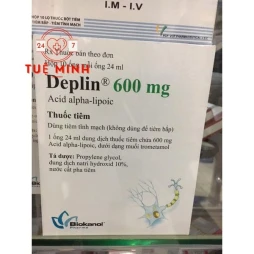 I.M - I.V
24 7
TUỆ MINH
Rx Thuốc bán theo đơn
ống 24 ml
Deplin® 600 mg
Acid alpha-lipoic
Thuốc tiêm
Dùng tiêm tĩnh mạch (không dùng để tiêm bắp)
1 ống 24 ml dung dịch tiêm chứa 600 mg
Acid alpha-lipoic, dưới dạng muối trometamol
Tá dược: Propylene glycol,
dung dịch natri hydroxid 10%,
nước cất pha tiêm
Biokanol
PHARMA